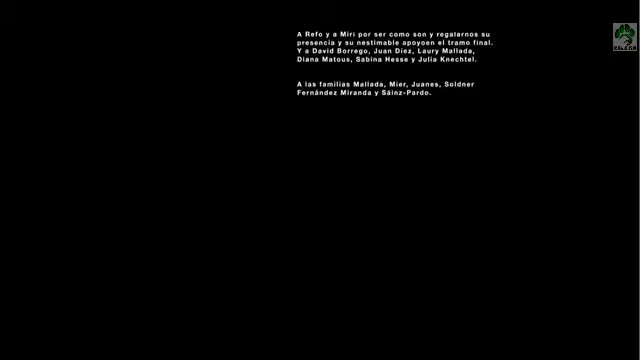 A Refo y a Miri por ser como son y regalarnos su
presencia y su nestimable apoyoen el tramo final.
Y a David Borrego, Juan Díez, Laury Mallada,
Diana Matous, Sabina Hesse y Julia Knechtel.
A las familias Mallada, Mier, Juanes, Soldner
Fernández Miranda y Sáinz-Pardo.